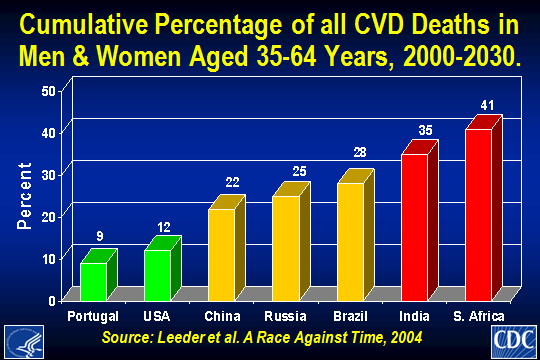 Cumulative Percentage of all CVD Deaths in
Men & Women Aged 35-64 Years, 2000-2030.
Percent
50
40
30
20
10
0
9
12
22
25
28
35
41
Portugal USA China Russia Brazil India S. Africa
Source: Leeder et al. A Race Against Time, 2004
CDC